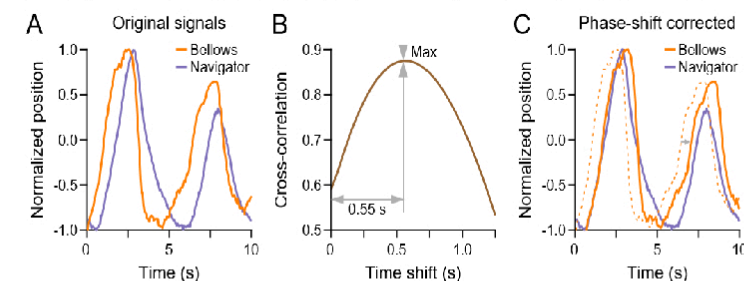 A
Original signals
Bellows
Navigator
Normalized position
1.0
0.5
0.0
-0.5
-1.0
0
5
10
Time (s)
B
Max
0.55 s
Cross-correlation
0.9
0.8
0.7
0.6
0.5
0
0.5
1.0
Time shift (s)
C
Phase-shift corrected
Bellows
Navigator
Normalized position
1.0
0.5
0.0
-0.5
-1.0
0
5
10
Time (s)